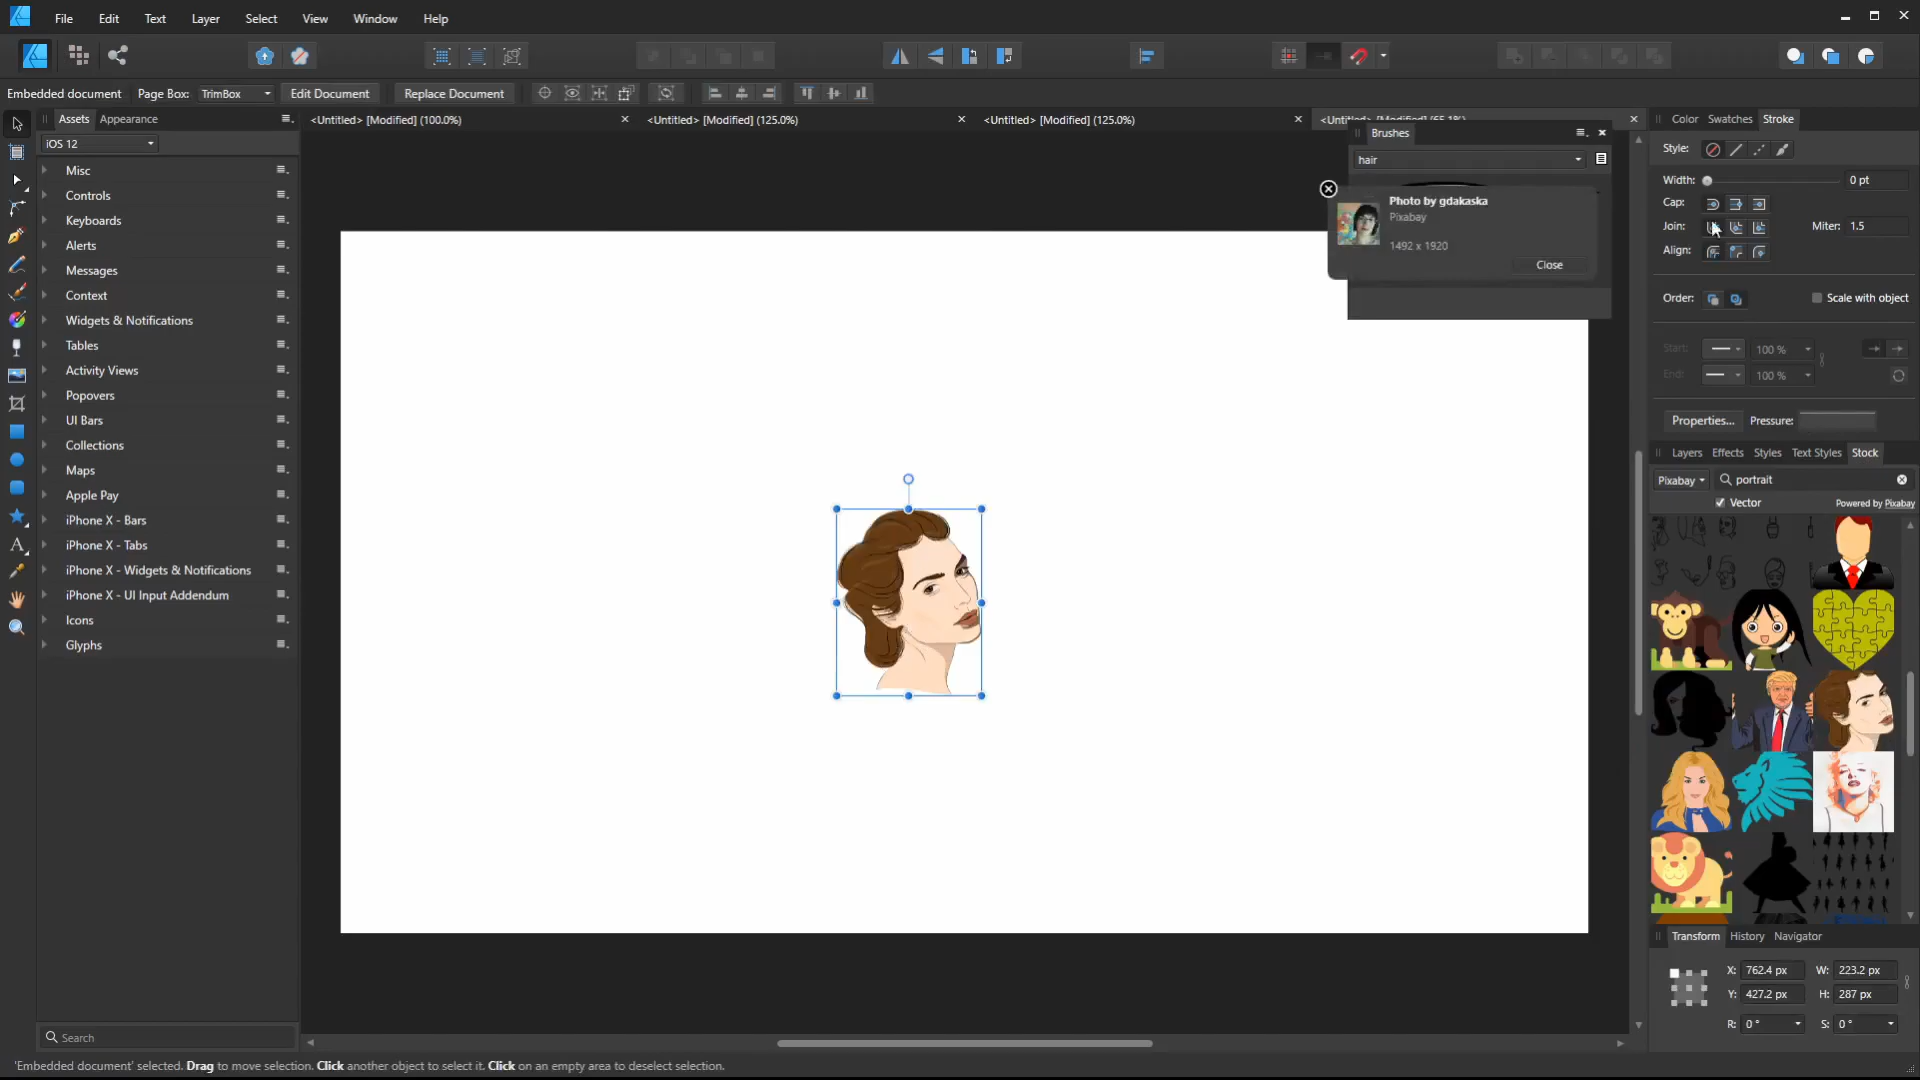 File Edit Text Layer Select View Window Help
Embedded document Page Box: TrimBox Edit Document Replace Document
Assets Appearance
<Untitled> [Modified] (100.0%) <Untitled> [Modified] (125.0%) <Untitled> [Modified] (125.0%) <Untitled> [Modified] (65.1%)
Color Swatches Stroke
iOS 12
Misc
Controls
Keyboards
Alerts
Messages
Context
Widgets & Notifications
Tables
Activity Views
Popovers
UI Bars
Collections
Maps
Apple Pay
iPhone X - Bars
iPhone X - Tabs
iPhone X - Widgets & Notifications
iPhone X - UI Input Addendum
Icons
Glyphs
Search
Brushes
hair
Photo by gdakaska
Pixabay
1492 x 1920
Close
Style:
Width: 0 pt
Cap:
Join: Miter: 1.5
Align:
Order: Scale with object
Start: 100 %
End: 100 %
Properties... Pressure:
Layers Effects Styles Text Styles Stock
Pixabay portrait
Vector Powered by Pixabay
Transform History Navigator
X: 762.4 px W: 223.2 px
Y: 427.2 px H: 287 px
R: 0 ° S: 0 °
'Embedded document' selected. Drag to move selection. Click another object to select it. Click on an empty area to deselect selection.